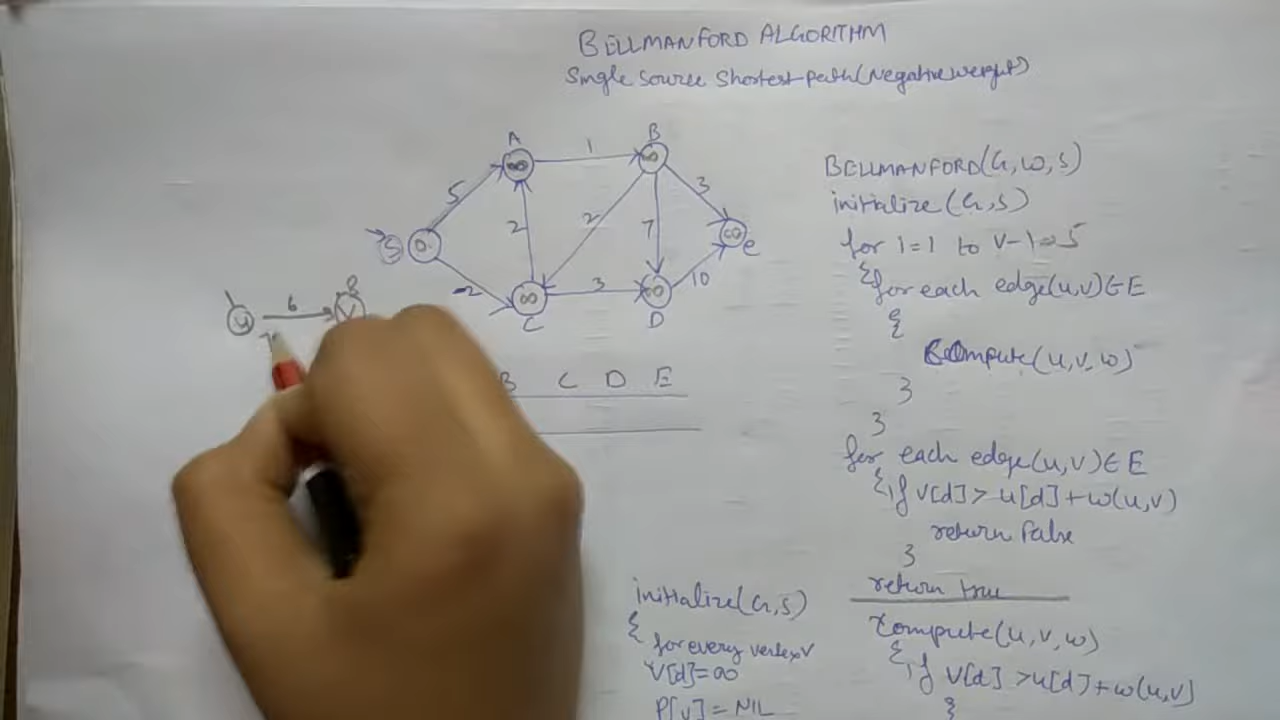 BELLMANFORD ALGORITHM
Single Source Shortest path (Negative weight)
A 1 B
∞ ∞
5 2 2 7 3
S 0 ∞ e
-2 3 10
∞ ∞
C D
u 6 v 8
B C D E
BELLMANFORD(G, w, s)
initialize (G, s)
for i=1 to V-1=5
{for each edge(u,v)∈E
{
Compute(u, v, w)
}
}
for each edge(u,v)∈E
{if v[d] > u[d]+w(u,v)
return False
}
return true
initialize(G, s)
{
for every vertex v
V[d]=∞
P[v] = NIL
Compute(u, v, w)
{if v[d] >u[d]+w(u,v)
{